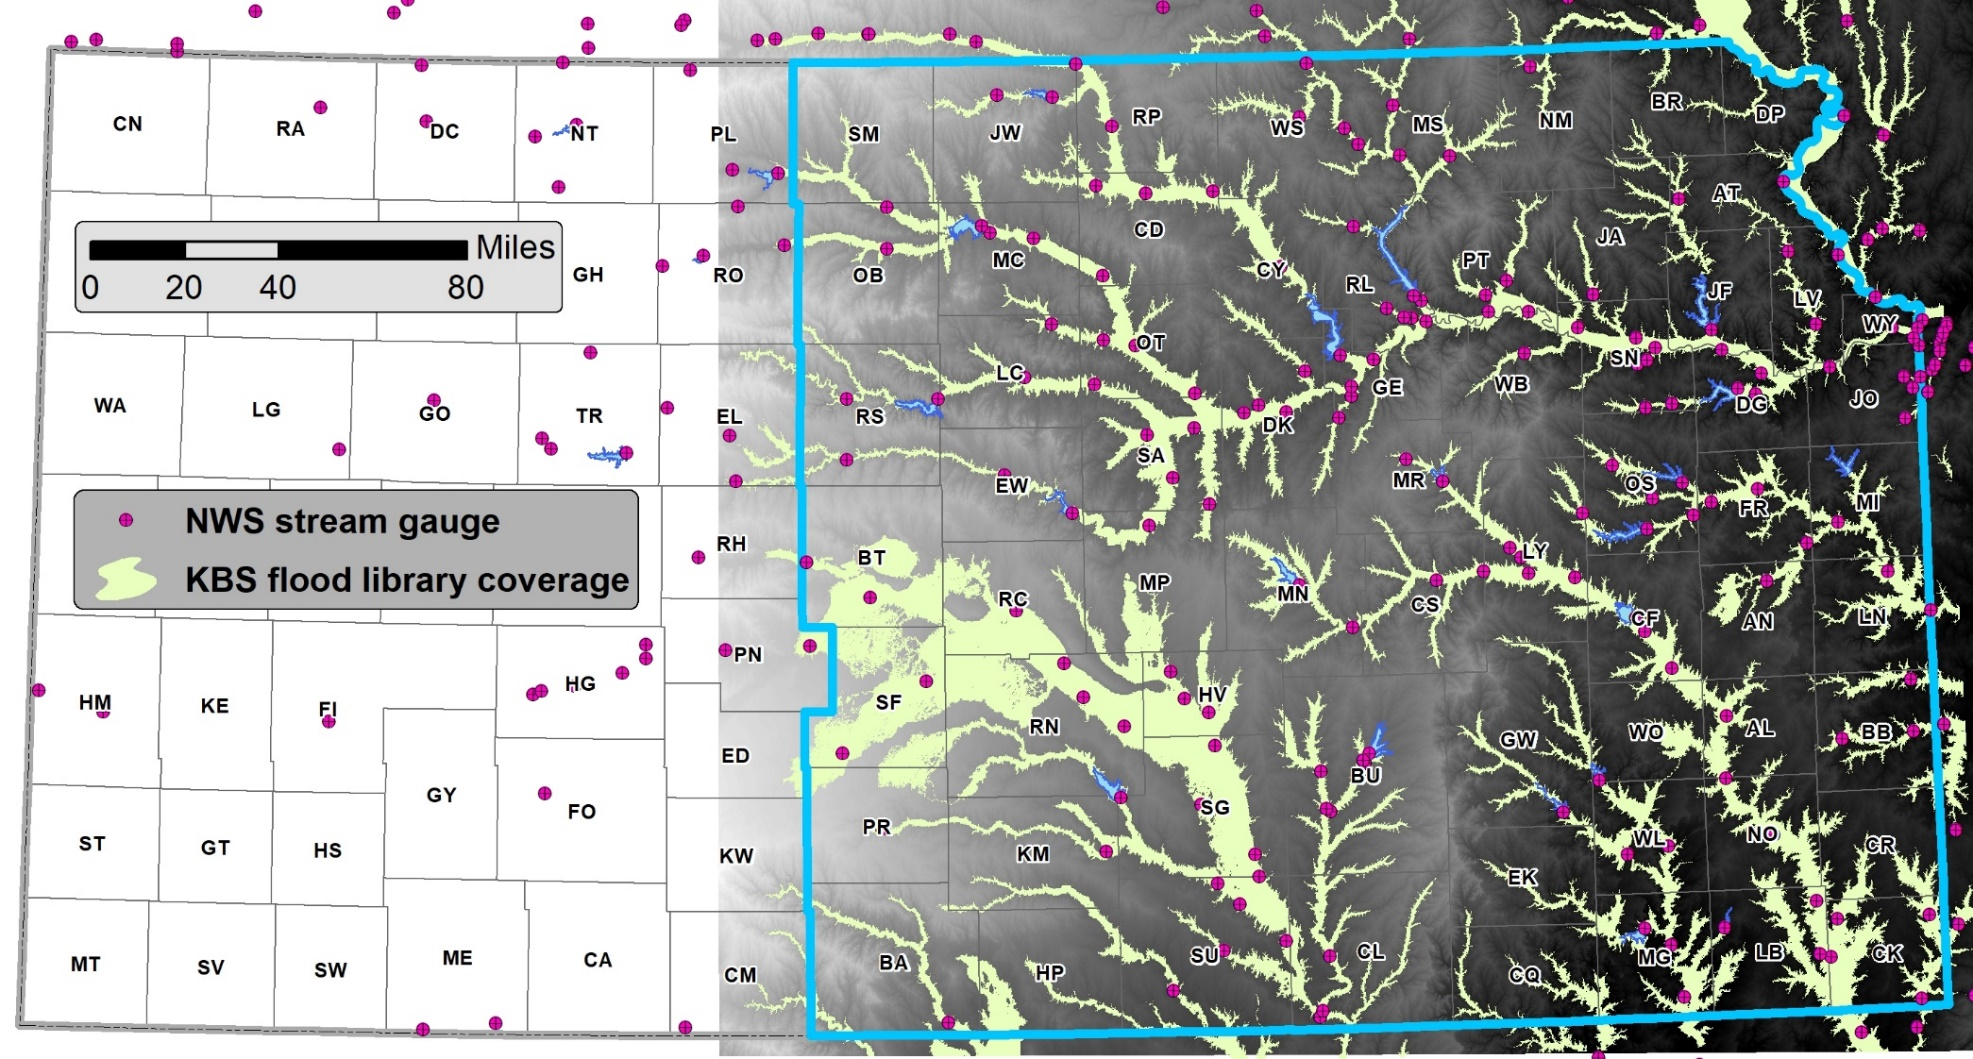 CN
RA
DC
NT
PL
SM
JW
RP
WS
MS
NM
BR
DP
AT
Miles
0 20 40 80
GH
RO
OB
MC
CD
CY
RL
PT
JA
JF
LV
WY
WA
LG
GO
TR
EL
RS
LC
OT
SA
DK
GE
WB
SN
DG
JO
NWS stream gauge
KBS flood library coverage
RH
BT
EW
RC
MP
MN
MR
CS
LY
OS
FR
MI
CF
AN
LN
HM
KE
FI
HG
PN
SF
RN
HV
GW
WO
AL
BB
ED
GY
FO
BU
SG
ST
GT
HS
KW
PR
KM
EK
WL
NO
CR
MT
SV
SW
ME
CA
CM
BA
HP
SU
CL
CQ
MG
LB
CK